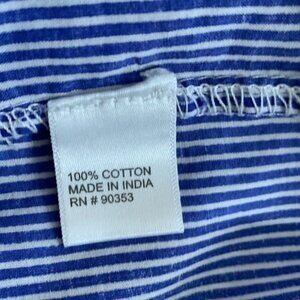 100% COTTON
MADE IN INDIA
RN # 90353